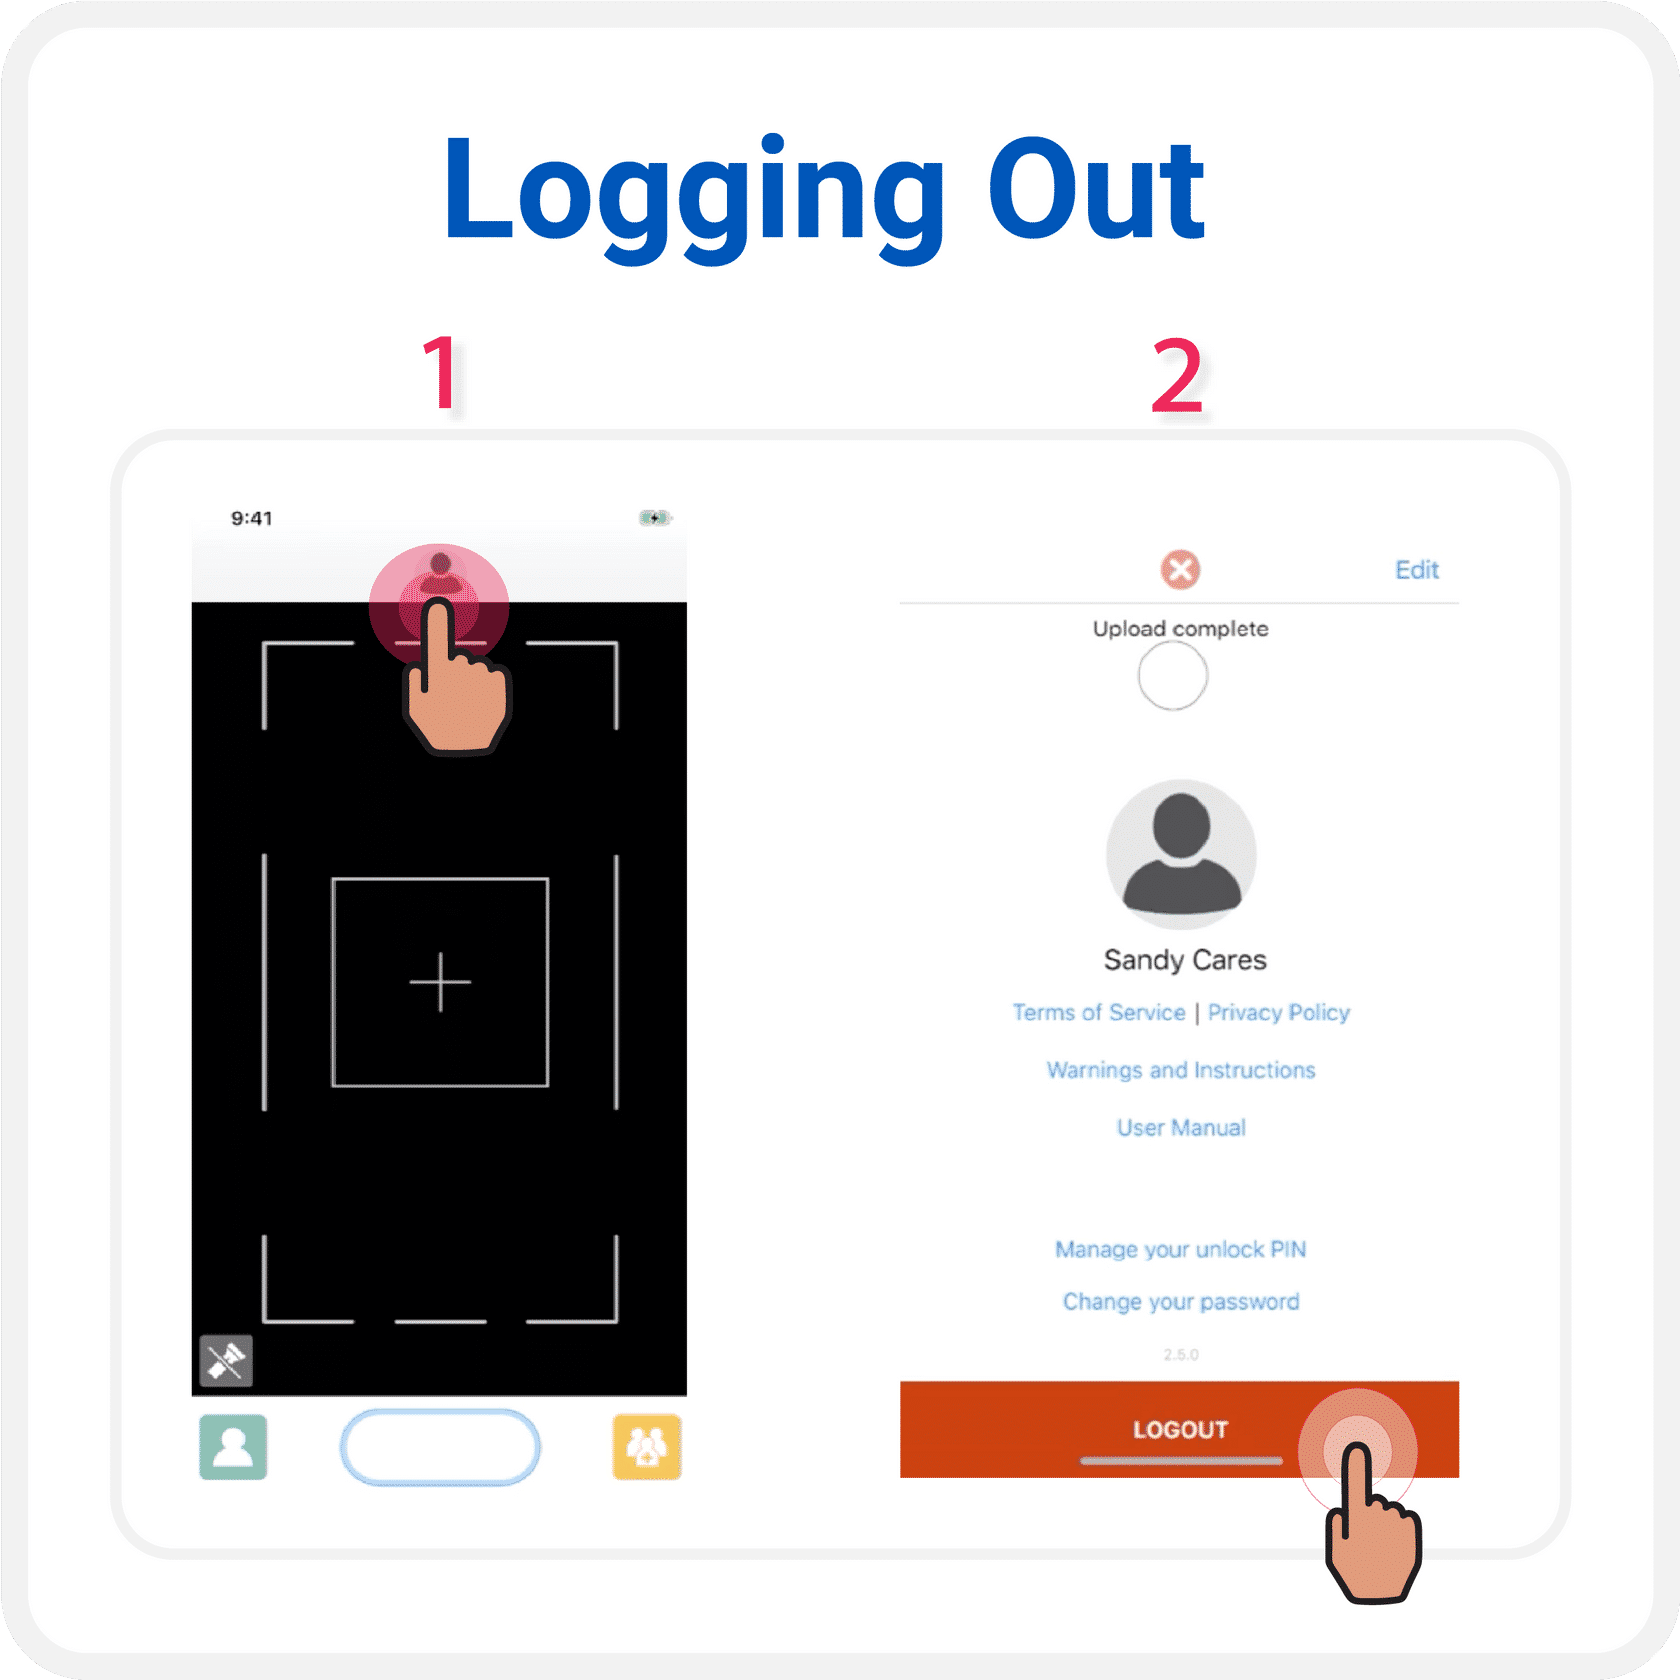 Logging Out
1
2
9:41
Edit
Upload complete
Sandy Cares
Terms of Service | Privacy Policy
Warnings and Instructions
User Manual
Manage your unlock PIN
Change your password
2.5.0
LOGOUT